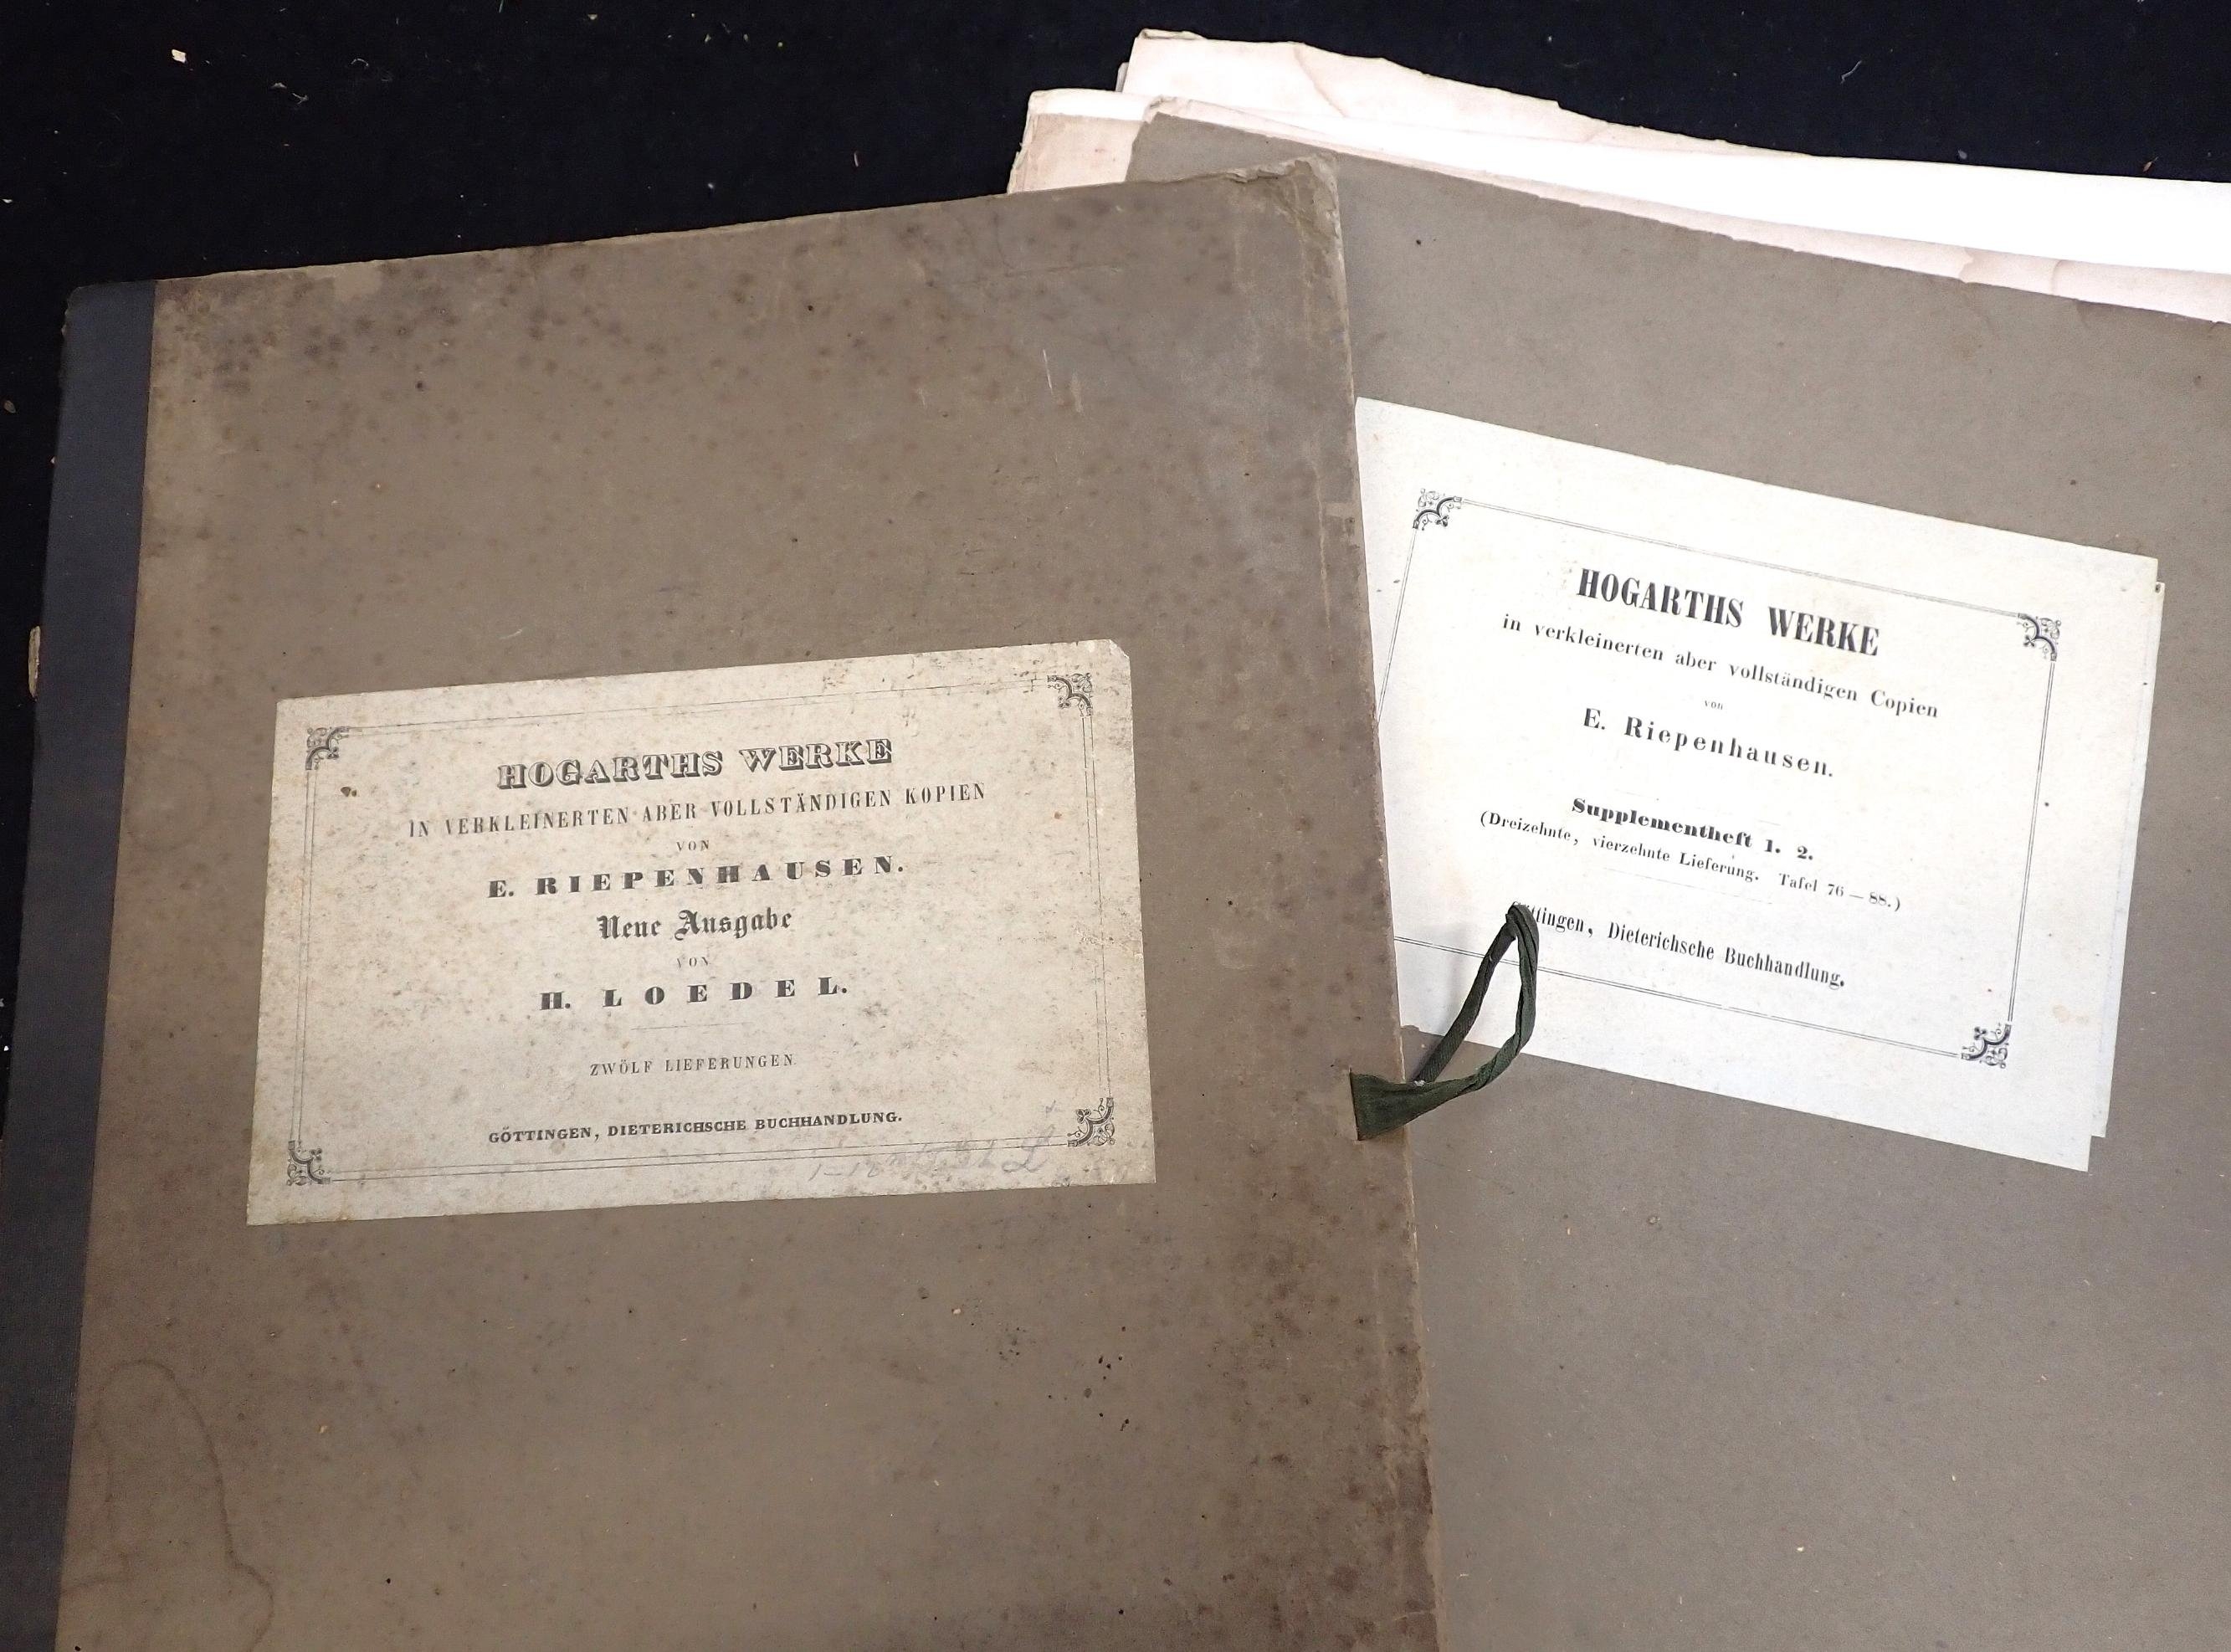 HOGARTHS WERKE
IN VERKLEINERTEN ABER VOLLSTÄNDIGEN KOPIEN
VON
E. RIEPENHAUSEN.
Neue Ausgabe
VON
H. LOEDEL.
ZWÖLF LIEFERUNGEN.
GÖTTINGEN, DIETERICHSCHE BUCHHANDLUNG.
HOGARTHS WERKE
in verkleinerten aber vollständigen Copien
von
E. Riepenhausen.
Supplementheft 1. 2.
(Dreizehnte, vierzehnte Lieferung. Tafel 76 — 88.)
Göttingen, Dieterichsche Buchhandlung.